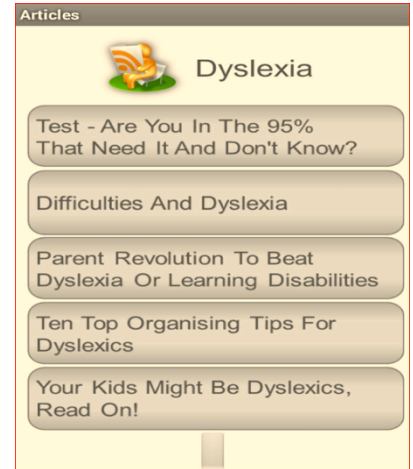 Articles
Dyslexia
Test - Are You In The 95%
That Need It And Don't Know?
Difficulties And Dyslexia
Parent Revolution To Beat
Dyslexia Or Learning Disabilities
Ten Top Organising Tips For
Dyslexics
Your Kids Might Be Dyslexics,
Read On!